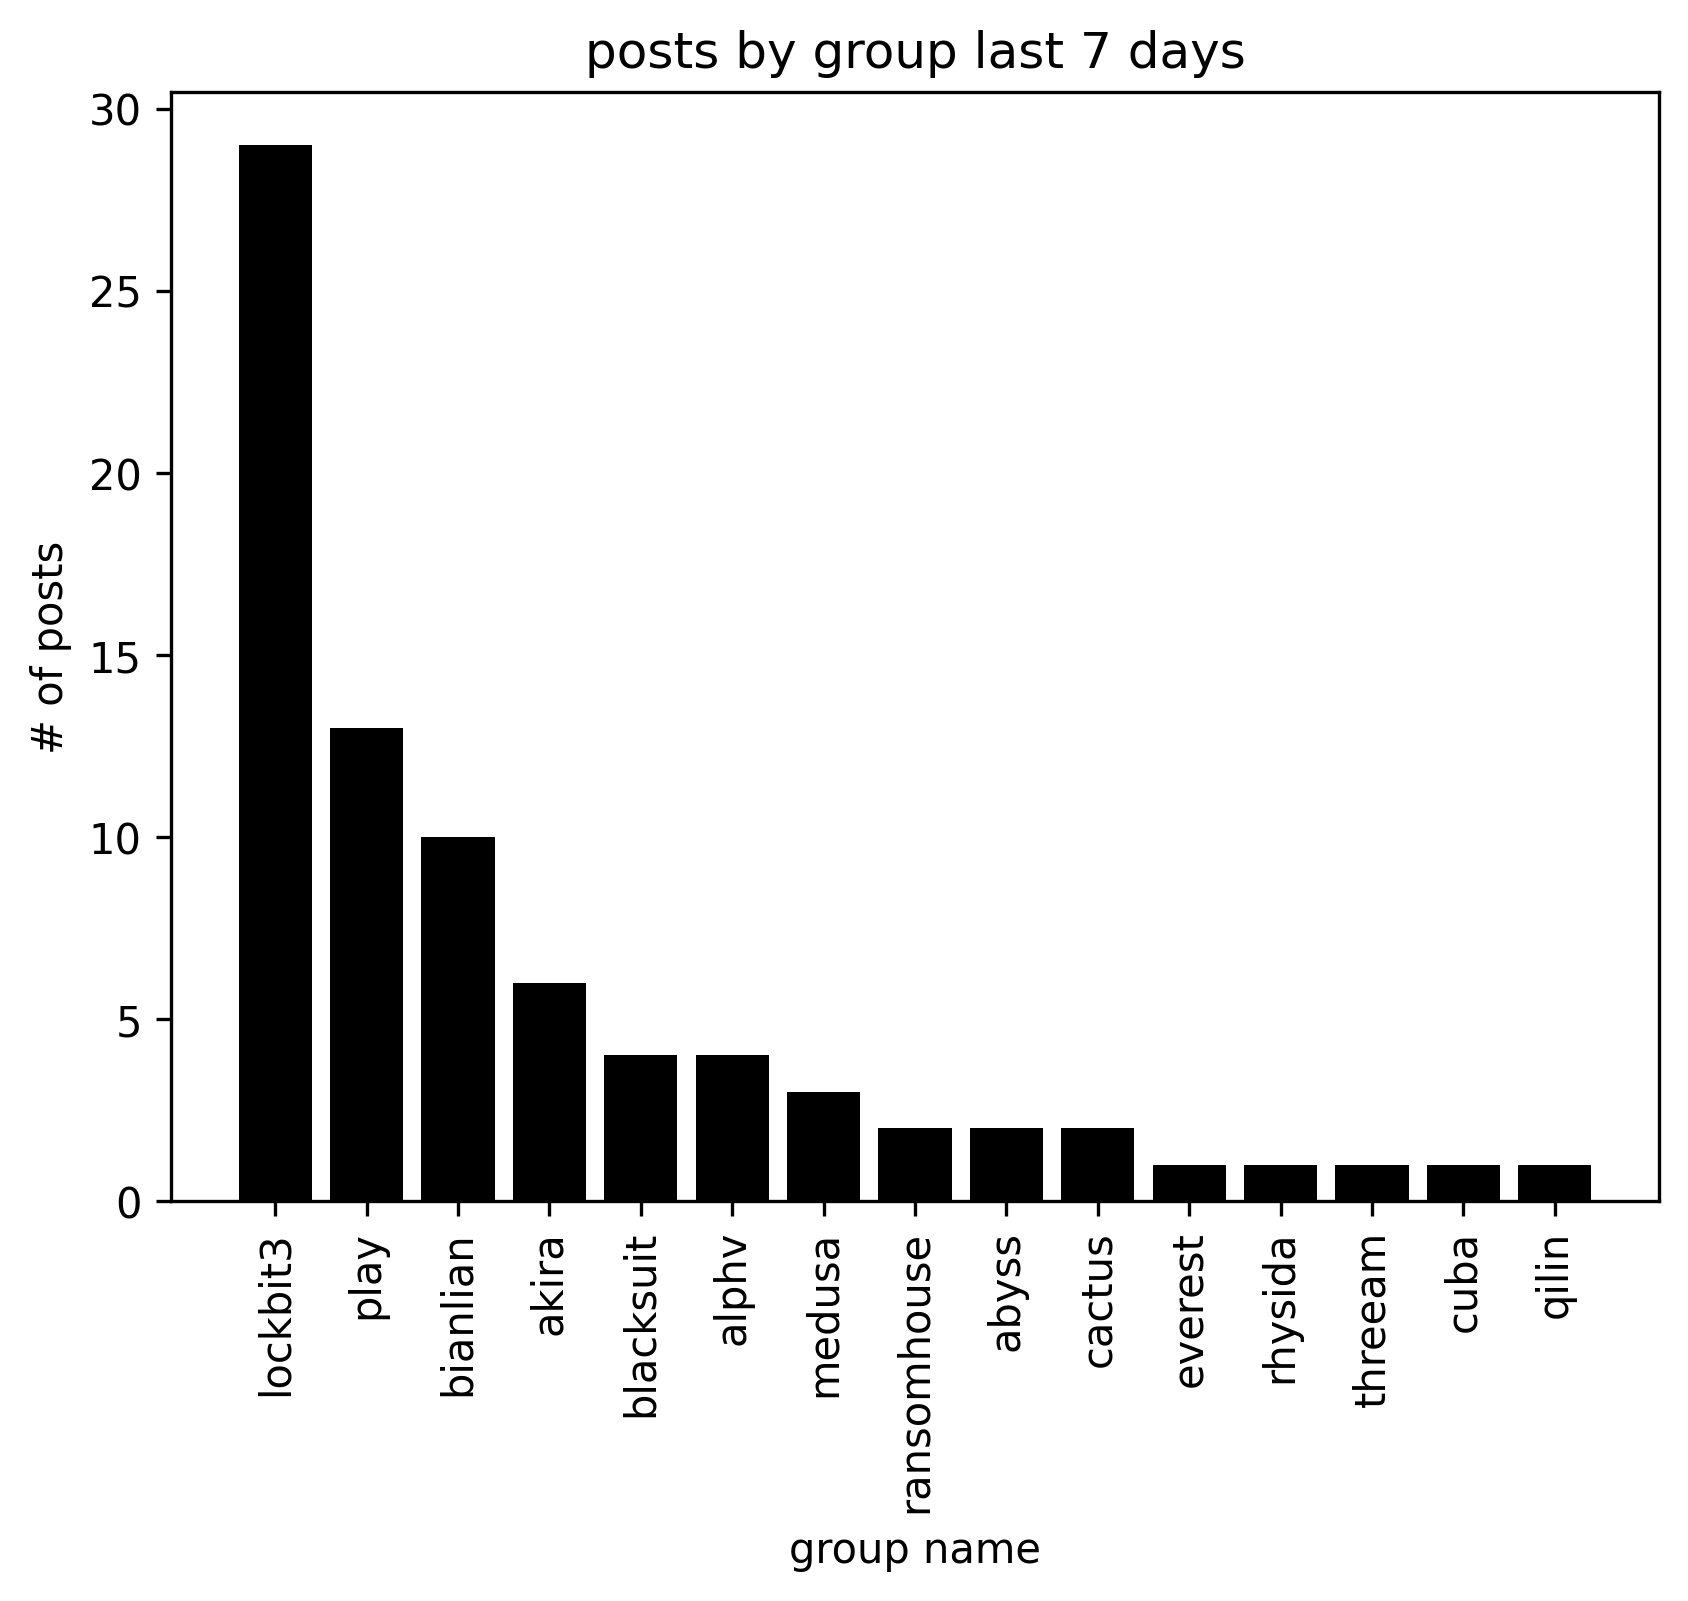 posts by group last 7 days
30
25
20
15
10
5
0
# of posts
lockbit3
play
bianlian
akira
blacksuit
alphv
medusa
ransomhouse
abyss
cactus
everest
rhysida
threeam
cuba
qilin
group name